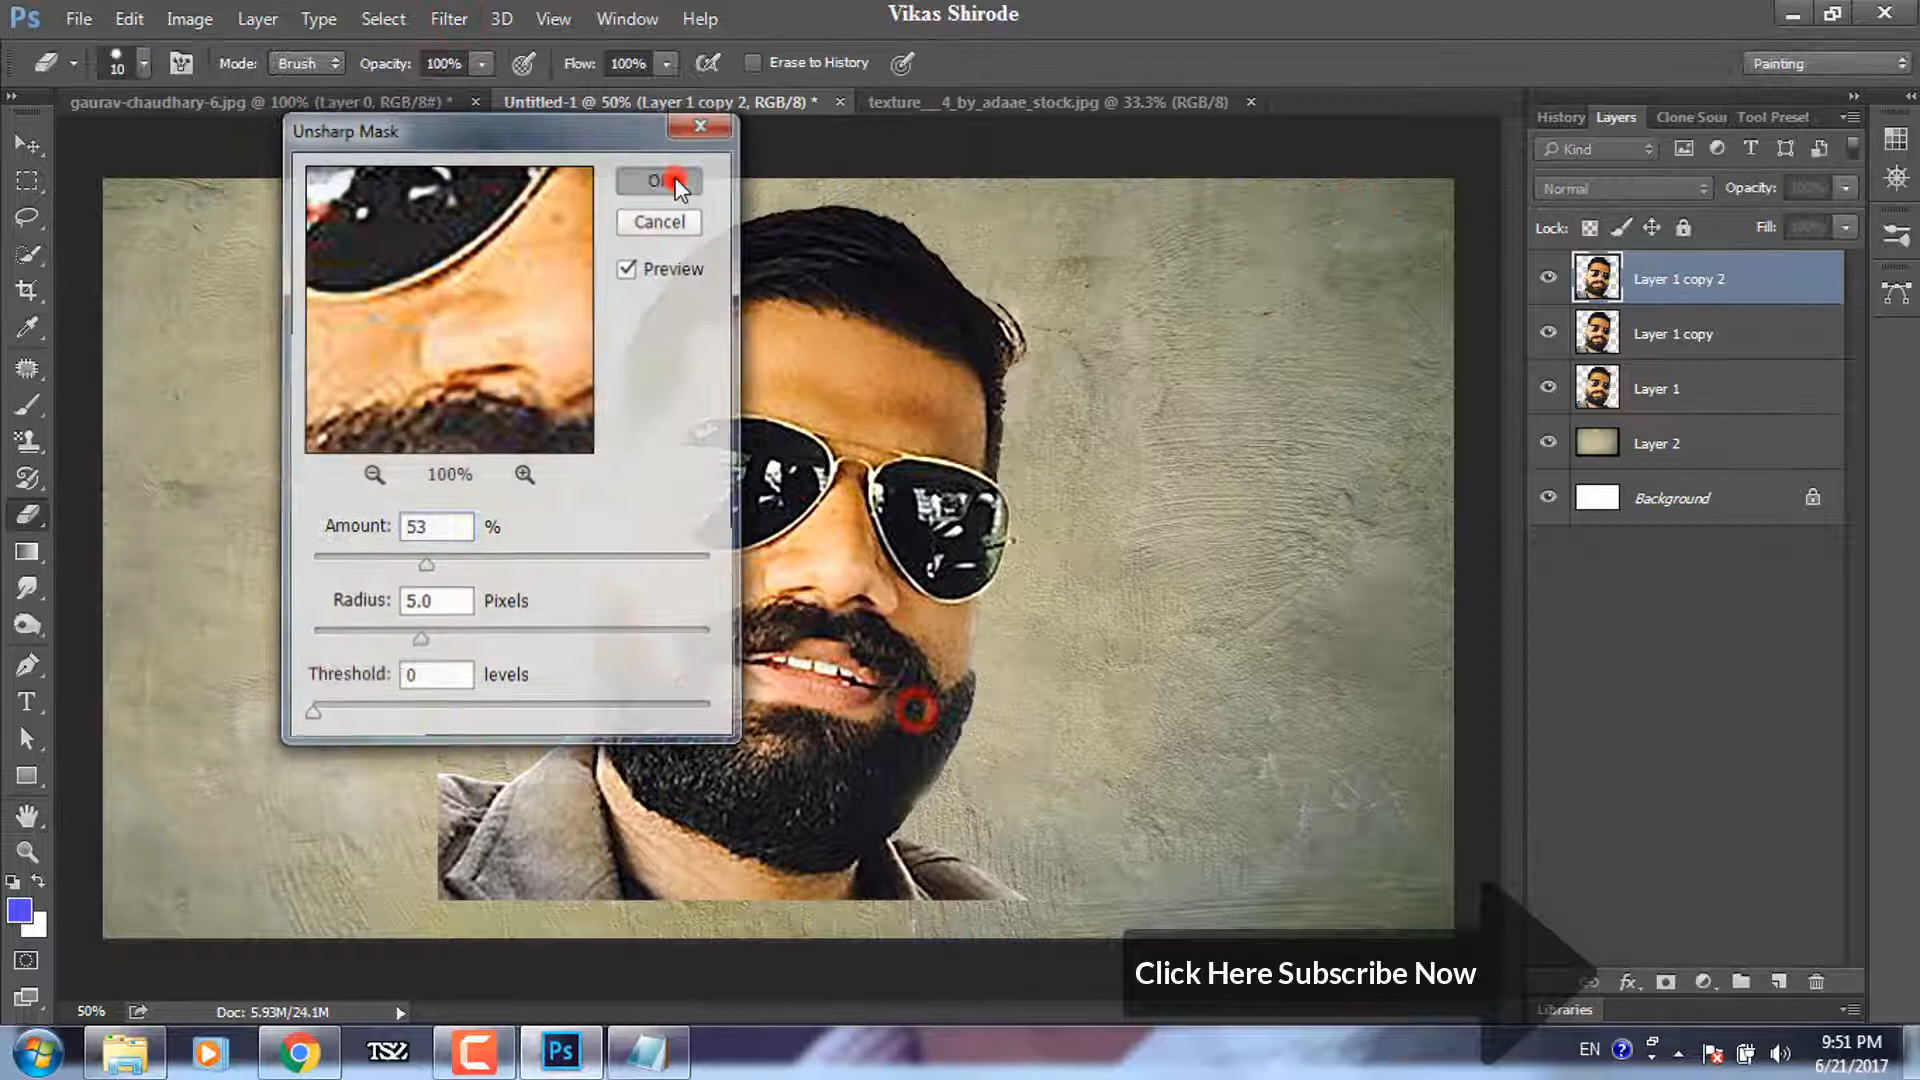 Ps File Edit Image Layer Type Select Filter 3D View Window Help
Vikas Shirode
10 Mode: Brush Opacity: 100% Flow: 100% Erase to History Painting
gaurav-chaudhary-6.jpg @ 100% (Layer 0, RGB/8#) * Untitled-1 @ 50% (Layer 1 copy 2, RGB/8) * texture__4_by_adaae_stock.jpg @ 33.3% (RGB/8)
Unsharp Mask
Cancel
Preview
100%
Amount: 53 %
Radius: 5.0 Pixels
Threshold: 0 levels
History Layers Clone Sour Tool Preset
Kind
Normal Opacity: 100%
Lock: Fill: 100%
Layer 1 copy 2
Layer 1 copy
Layer 1
Layer 2
Background
Click Here Subscribe Now
fx
Libraries
50% Doc: 5.93M/24.1M
Ps
EN
9:51 PM
6/21/2017